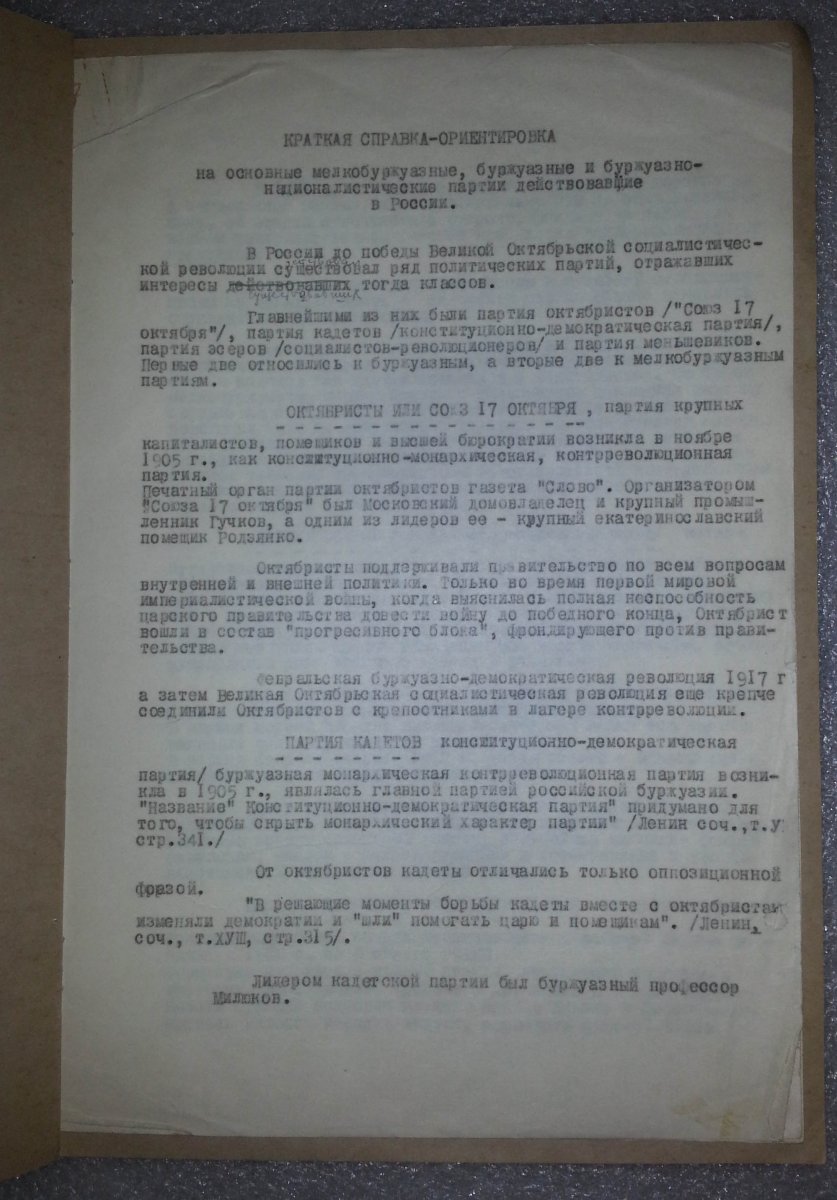 КРАТКАЯ СПРАВКА-ОРИЕНТИРОВКА
на основные мелкобуржуазные, буржуазные и буржуазно-
националистические партии действовавшие
в России.
В России до победы Великой Октябрьской социалистичес-
кой революции существовал ряд политических партий, отражавших
интересы действовавших тогда классов.
существовавших
Главнейшими из них были партия октябристов /"Союз 17
октября"/, партия кадетов /конституционно-демократическая партия/,
партия эсеров /социалистов-революционеров/ и партия меньшевиков.
Первые две относились к буржуазным, а вторые две к мелкобуржуазным
партиям.
ОКТЯБРИСТЫ ИЛИ СОЮЗ 17 ОКТЯБРЯ, партия крупных
капиталистов, помещиков и высшей бюрократии возникла в ноябре
1905 г., как конституционно-монархическая, контрреволюционная
партия.
Печатный орган партии октябристов газета "Слово". Организатором
"Союза 17 октября" был Московский домовладелец и крупный промыш-
ленник Гучков, а одним из лидеров ее - крупный екатеринославский
помещик Родзянко.
Октябристы поддерживали правительство по всем вопросам
внутренней и внешней политики. Только во время первой мировой
империалистической войны, когда выяснилась полная неспособность
царского правительства довести войну до победного конца, Октябрист
вошли в состав "прогресивного блока", фрондирующего против прави-
тельства.
Февральская буржуазно-демократическая революция 1917 г
а затем Великая Октябрьская социалистическая революция еще крепче
соединили Октябристов с крепостниками в лагере контрреволюции.
ПАРТИЯ КАДЕТОВ конституционно-демократическая
партия/ буржуазная монархическая контрреволюционная партия возни-
кла в 1905 г., являлась главной партией российской буржуазии.
"Название" Конституционно-демократическая партия" придумано для
того, чтобы скрыть монархический характер партии" /Ленин соч.,т.У
стр.341./
От октябристов кадеты отличались только оппозиционной
фразой.
"В решающие моменты борьбы кадеты вместе с октябристами
изменяли демократии и "шли" помогать царю и помещикам". /Ленин,
соч., т.ХУШ, стр.315/.
Лидером кадетской партии был буржуазный профессор
Милюков.